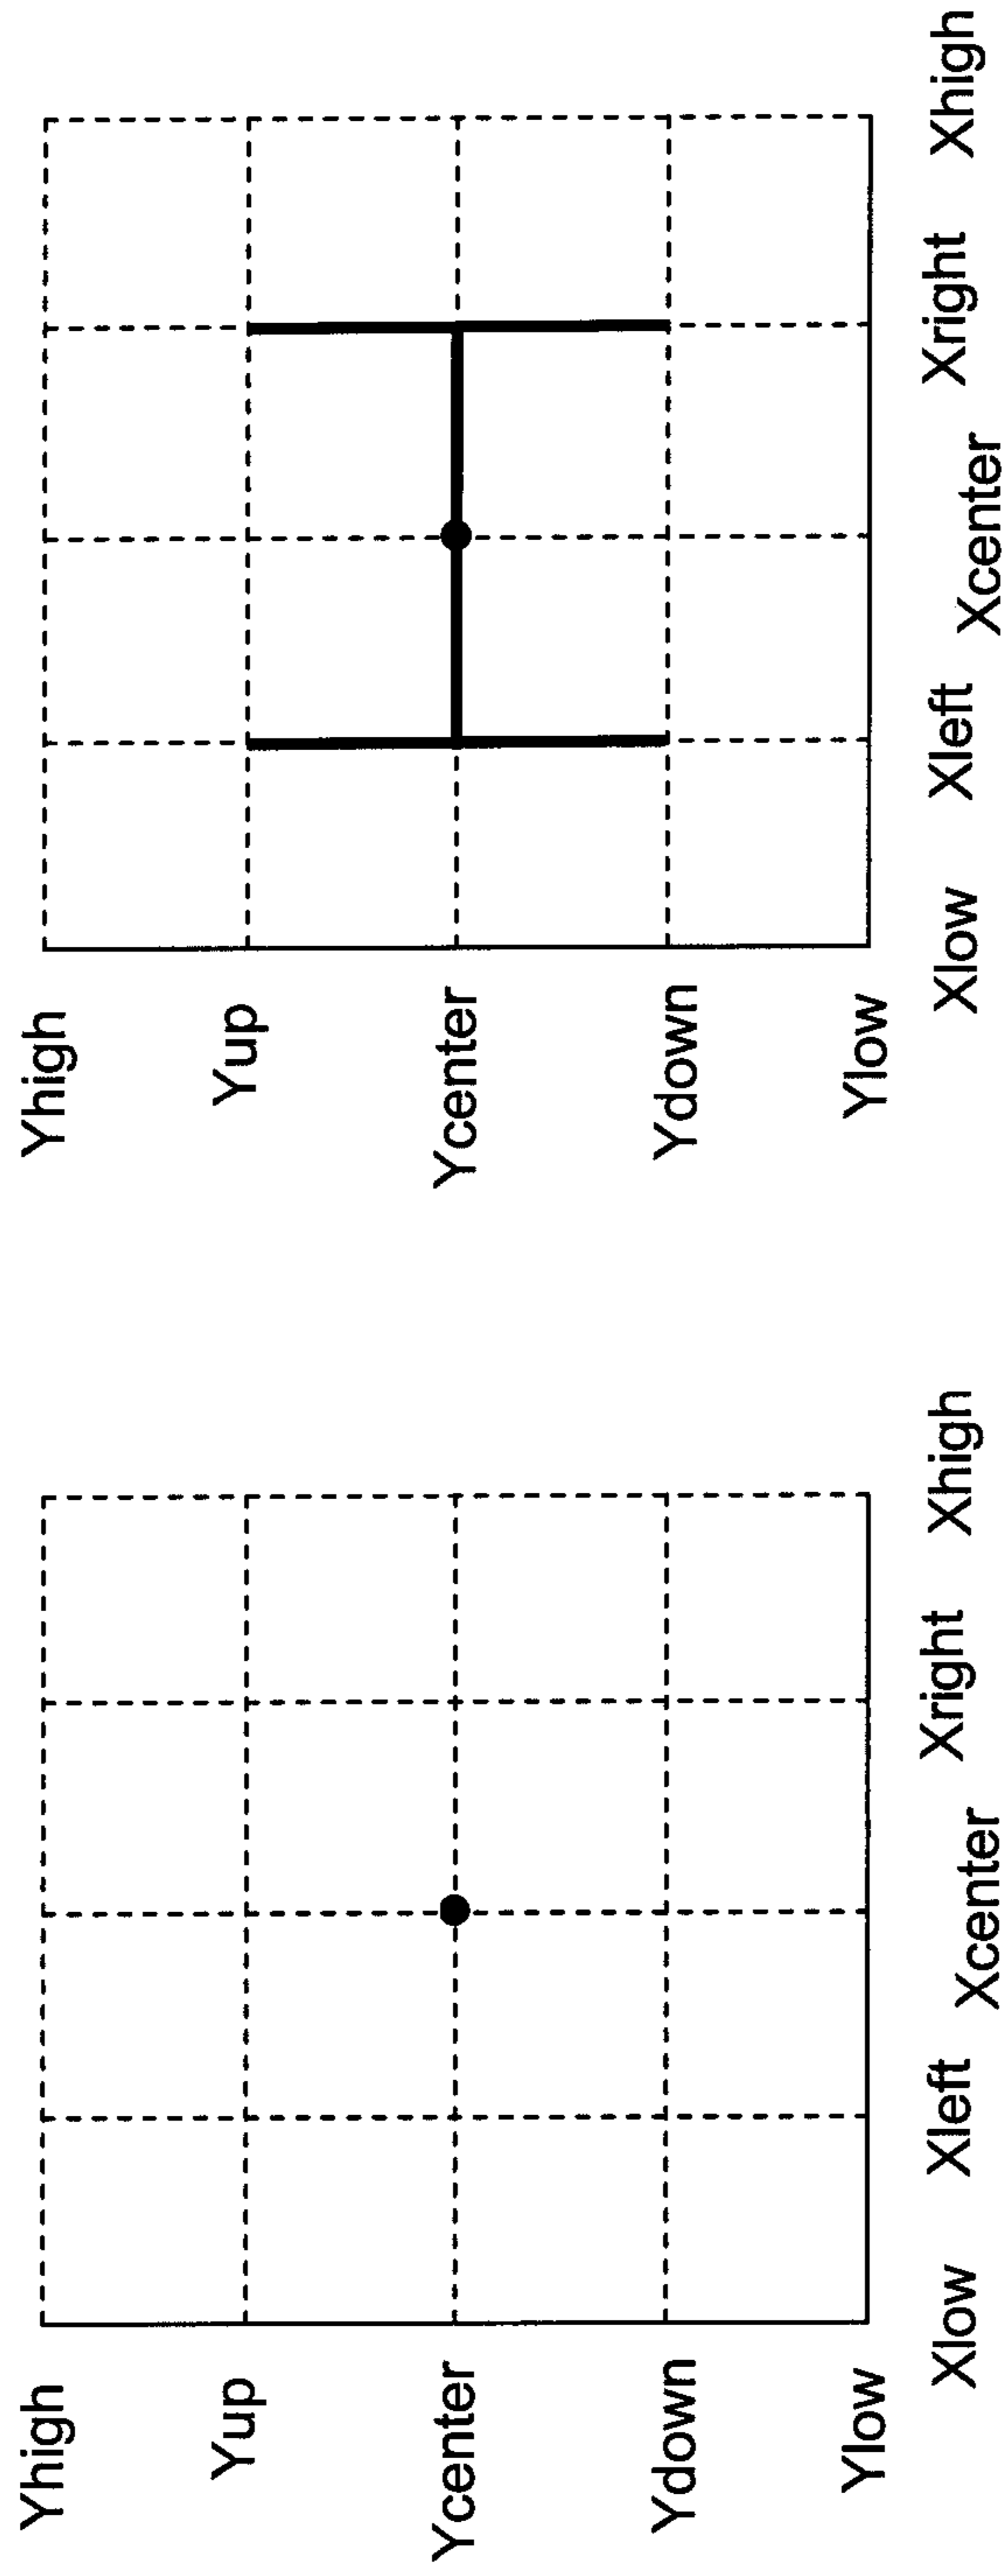 Yhigh
Yup
Ycenter
Ydown
Ylow
Xlow Xleft Xcenter Xright Xhigh
Yhigh
Yup
Ycenter
Ydown
Ylow
Xlow Xleft Xcenter Xright Xhigh